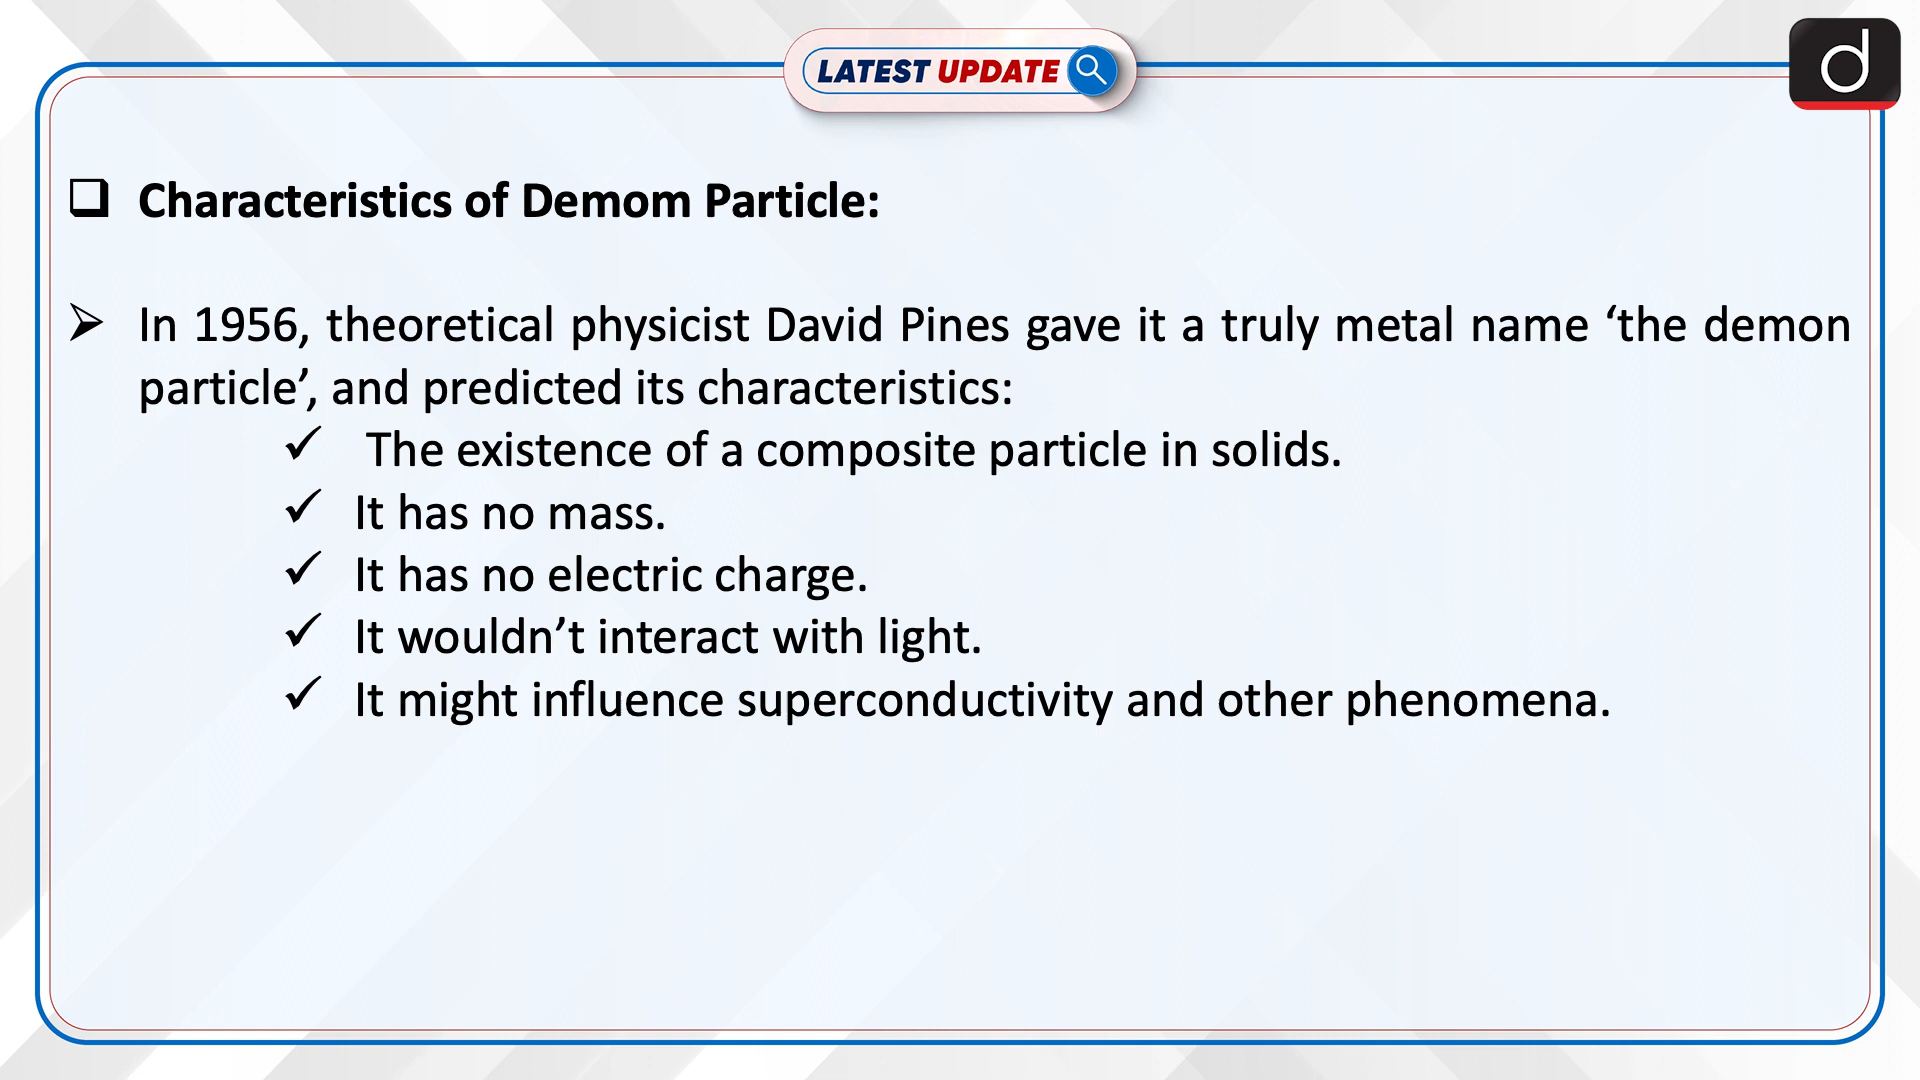 LATEST UPDATE
d
Characteristics of Demom Particle:
In 1956, theoretical physicist David Pines gave it a truly metal name ‘the demon
particle’, and predicted its characteristics:
The existence of a composite particle in solids.
It has no mass.
It has no electric charge.
It wouldn’t interact with light.
It might influence superconductivity and other phenomena.